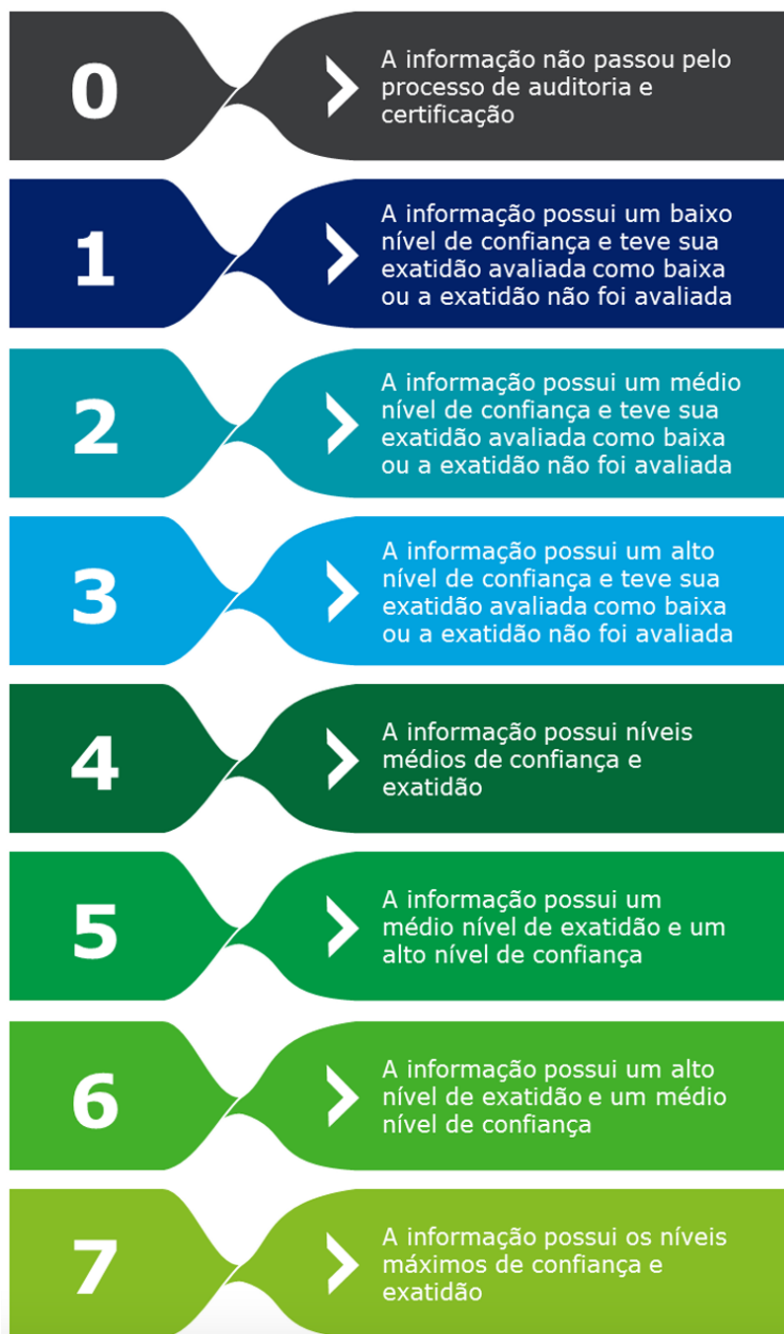 0
A informação não passou pelo
processo de auditoria e
certificação
1
A informação possui um baixo
nível de confiança e teve sua
exatidão avaliada como baixa
ou a exatidão não foi avaliada
2
A informação possui um médio
nível de confiança e teve sua
exatidão avaliada como baixa
ou a exatidão não foi avaliada
3
A informação possui um alto
nível de confiança e teve sua
exatidão avaliada como baixa
ou a exatidão não foi avaliada
4
A informação possui níveis
médios de confiança e
exatidão
5
A informação possui um
médio nível de exatidão e um
alto nível de confiança
6
A informação possui um alto
nível de exatidão e um médio
nível de confiança
7
A informação possui os níveis
máximos de confiança e
exatidão